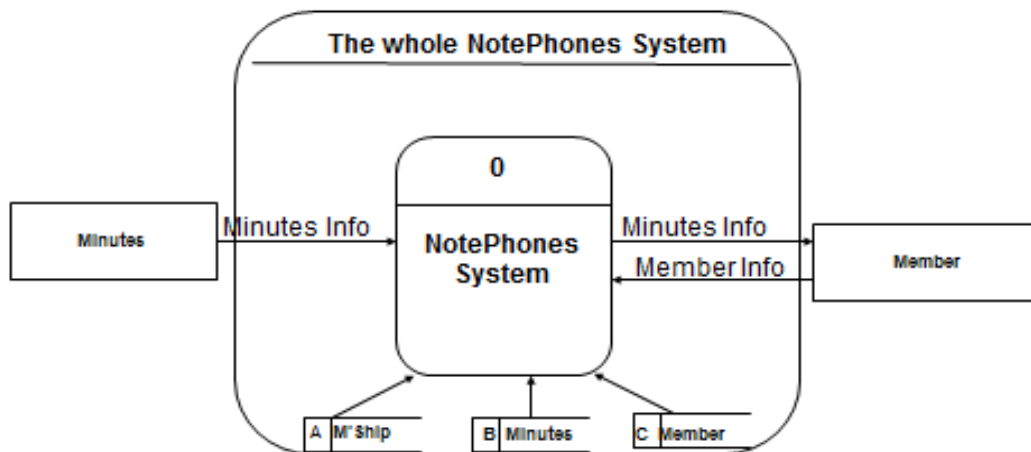 The whole NotePhones System
0
Minutes
Minutes Info
NotePhones
System
Minutes Info
Member Info
Member
A M'Ship
B Minutes
C Member